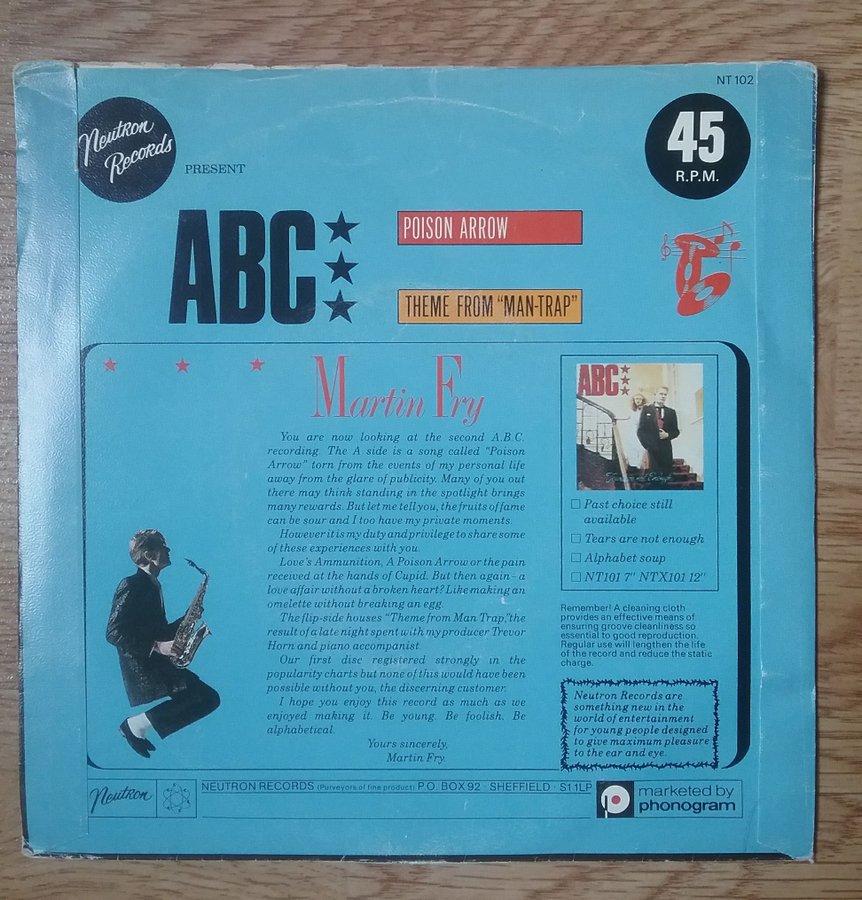 NT 102
Neutron
Records
PRESENT
45
R.P.M.
ABC
POISON ARROW
THEME FROM "MAN-TRAP"
Martin Fry
You are now looking at the second A.B.C.
recording. The A side is a song called "Poison
Arrow" torn from the events of my personal life
away from the glare of publicity. Many of you out
there may think standing in the spotlight brings
many rewards. But let me tell you, the fruits of fame
can be sour and I too have my private moments.
However it is my duty and privilege to share some
of these experiences with you.
Love's Ammunition, A Poison Arrow or the pain
received at the hands of Cupid. But then again – a
love affair without a broken heart? Like making an
omelette without breaking an egg.
The flip-side houses "Theme from Man Trap," the
result of a late night spent with my producer Trevor
Horn and piano accompanist.
Our first disc registered strongly in the
popularity charts but none of this would have been
possible without you, the discerning customer.
I hope you enjoy this record as much as we
enjoyed making it. Be young. Be foolish. Be
alphabetical.
Yours sincerely,
Martin Fry.
ABC
Tears are not Enough
Past choice still
available
Tears are not enough
Alphabet soup
NT101 7" NTX101 12"
Remember! A cleaning cloth
provides an effective means of
ensuring groove cleanliness so
essential to good reproduction.
Regular use will lengthen the life
of the record and reduce the static
charge.
Neutron Records are
something new in the
world of entertainment
for young people designed
to give maximum pleasure
to the ear and eye.
Neutron
NEUTRON RECORDS (Purveyors of fine product) P.O. BOX 92 · SHEFFIELD · S1 1LP
marketed by
phonogram